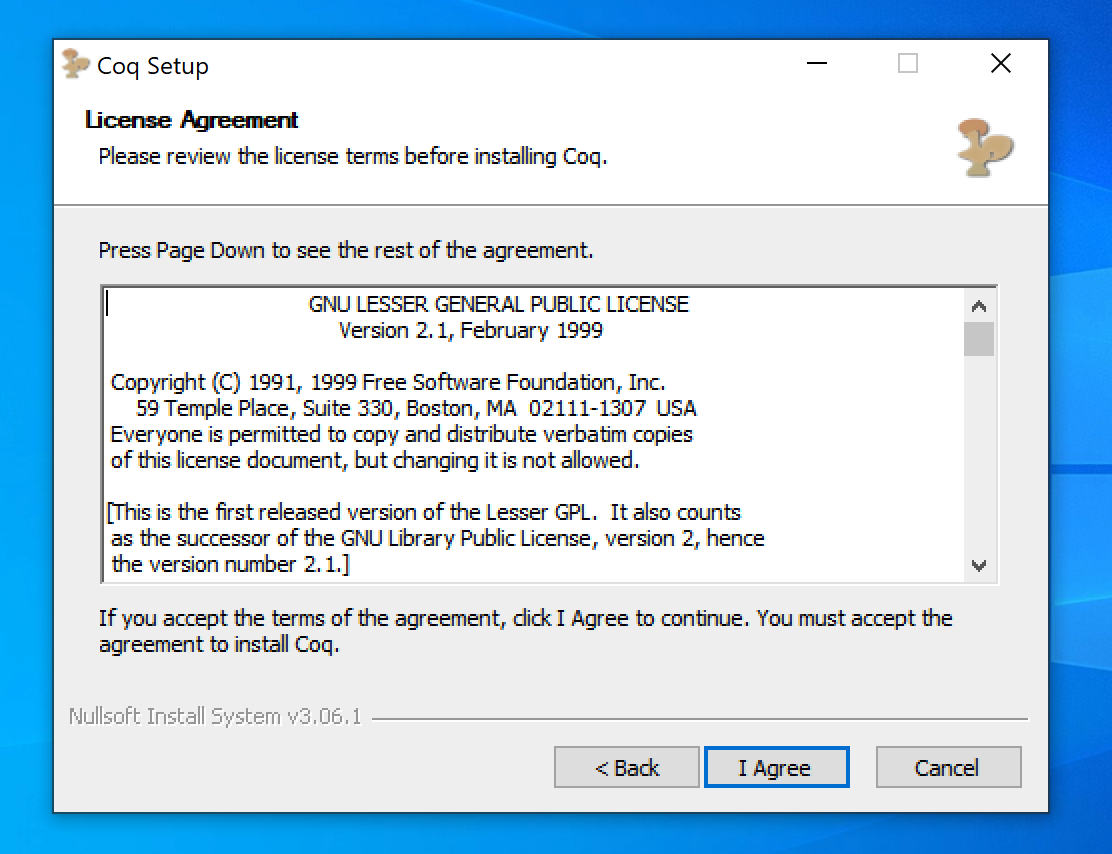 Coq Setup
License Agreement
Please review the license terms before installing Coq.
Press Page Down to see the rest of the agreement.
GNU LESSER GENERAL PUBLIC LICENSE
Version 2.1, February 1999
Copyright (C) 1991, 1999 Free Software Foundation, Inc.
59 Temple Place, Suite 330, Boston, MA  02111-1307  USA
Everyone is permitted to copy and distribute verbatim copies
of this license document, but changing it is not allowed.
[This is the first released version of the Lesser GPL.  It also counts
as the successor of the GNU Library Public License, version 2, hence
the version number 2.1.]
If you accept the terms of the agreement, click I Agree to continue. You must accept the
agreement to install Coq.
Nullsoft Install System v3.06.1
< Back
I Agree
Cancel